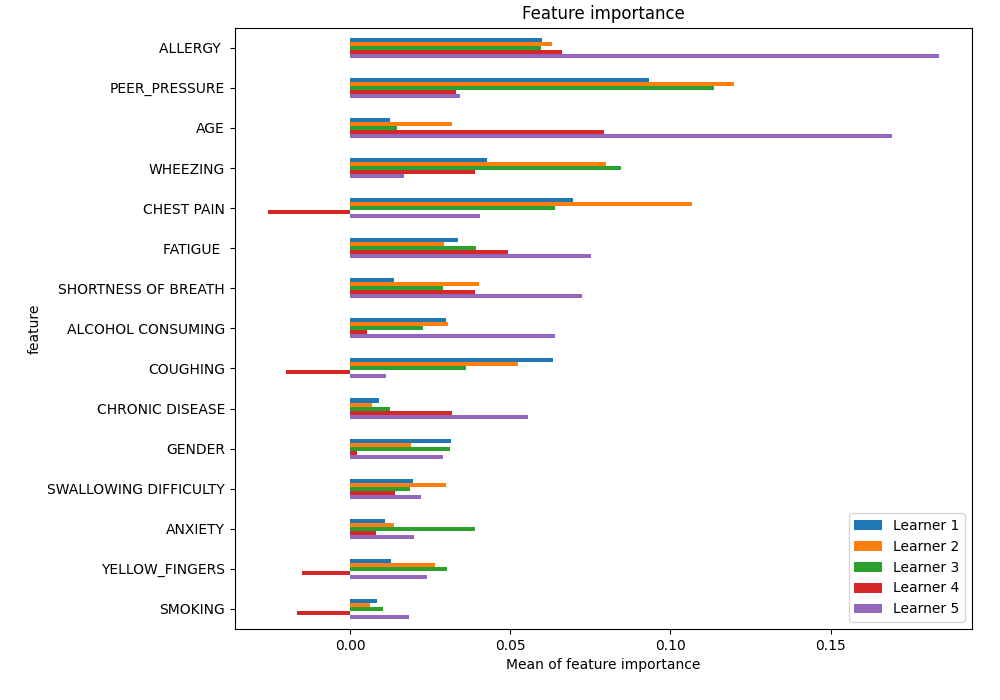 Feature importance
ALLERGY
PEER_PRESSURE
AGE
WHEEZING
CHEST PAIN
FATIGUE
SHORTNESS OF BREATH
ALCOHOL CONSUMING
COUGHING
CHRONIC DISEASE
GENDER
SWALLOWING DIFFICULTY
ANXIETY
YELLOW_FINGERS
SMOKING
feature
0.00 0.05 0.10 0.15
Mean of feature importance
Learner 1
Learner 2
Learner 3
Learner 4
Learner 5